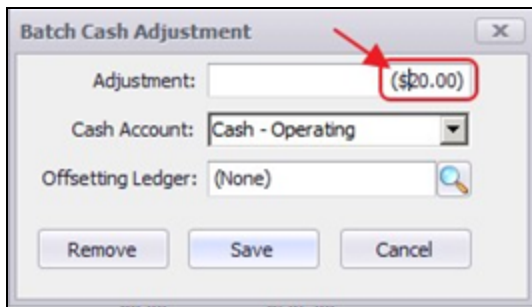 Batch Cash Adjustment
Adjustment: ($20.00)
Cash Account: Cash - Operating
Offsetting Ledger: (None)
Remove Save Cancel